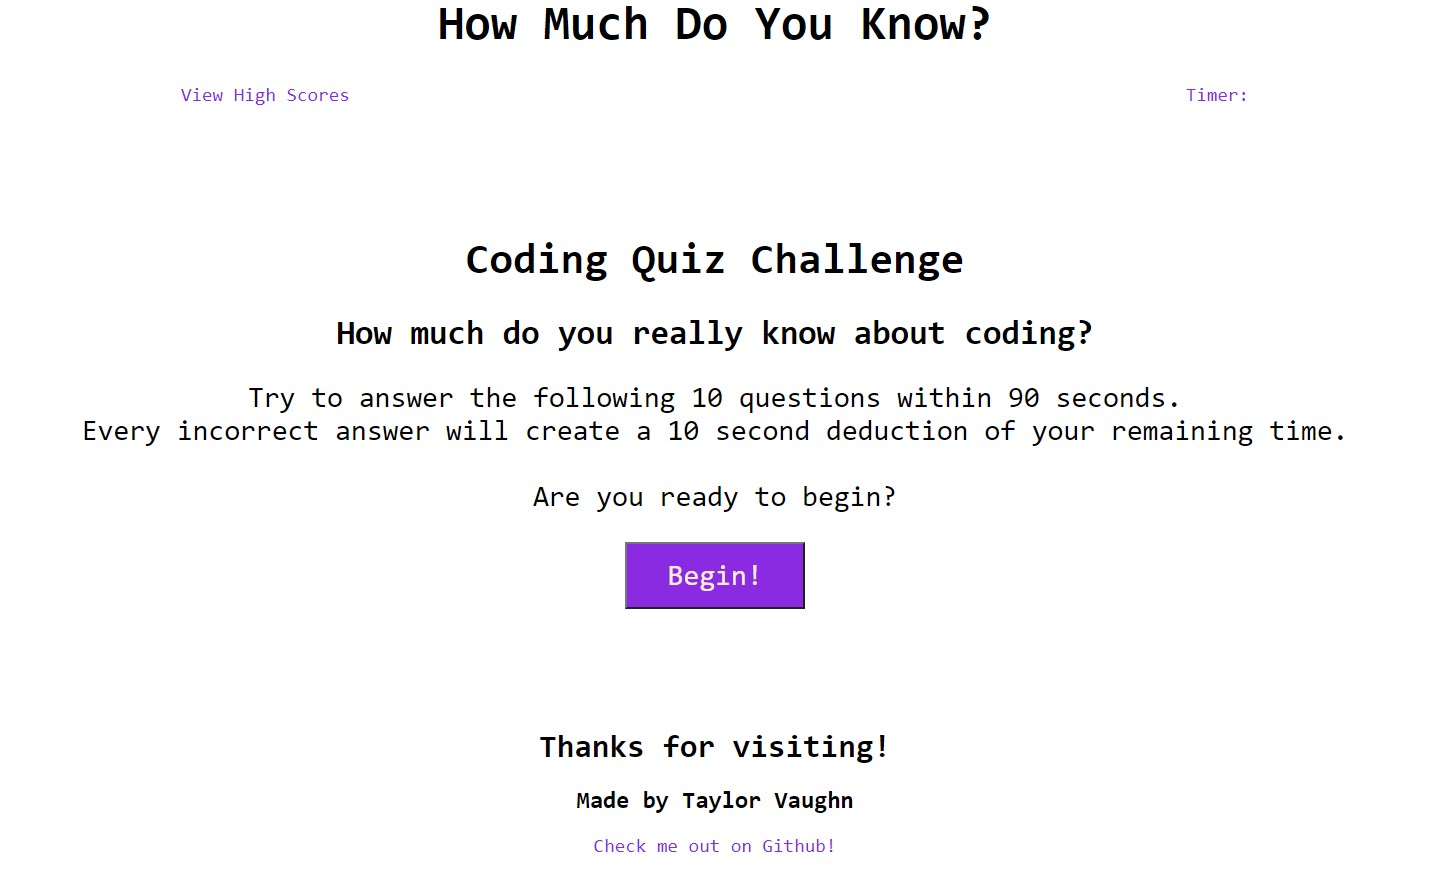 How Much Do You Know?
View High Scores
Timer:
Coding Quiz Challenge
How much do you really know about coding?
Try to answer the following 10 questions within 90 seconds.
Every incorrect answer will create a 10 second deduction of your remaining time.
Are you ready to begin?
Begin!
Thanks for visiting!
Made by Taylor Vaughn
Check me out on Github!